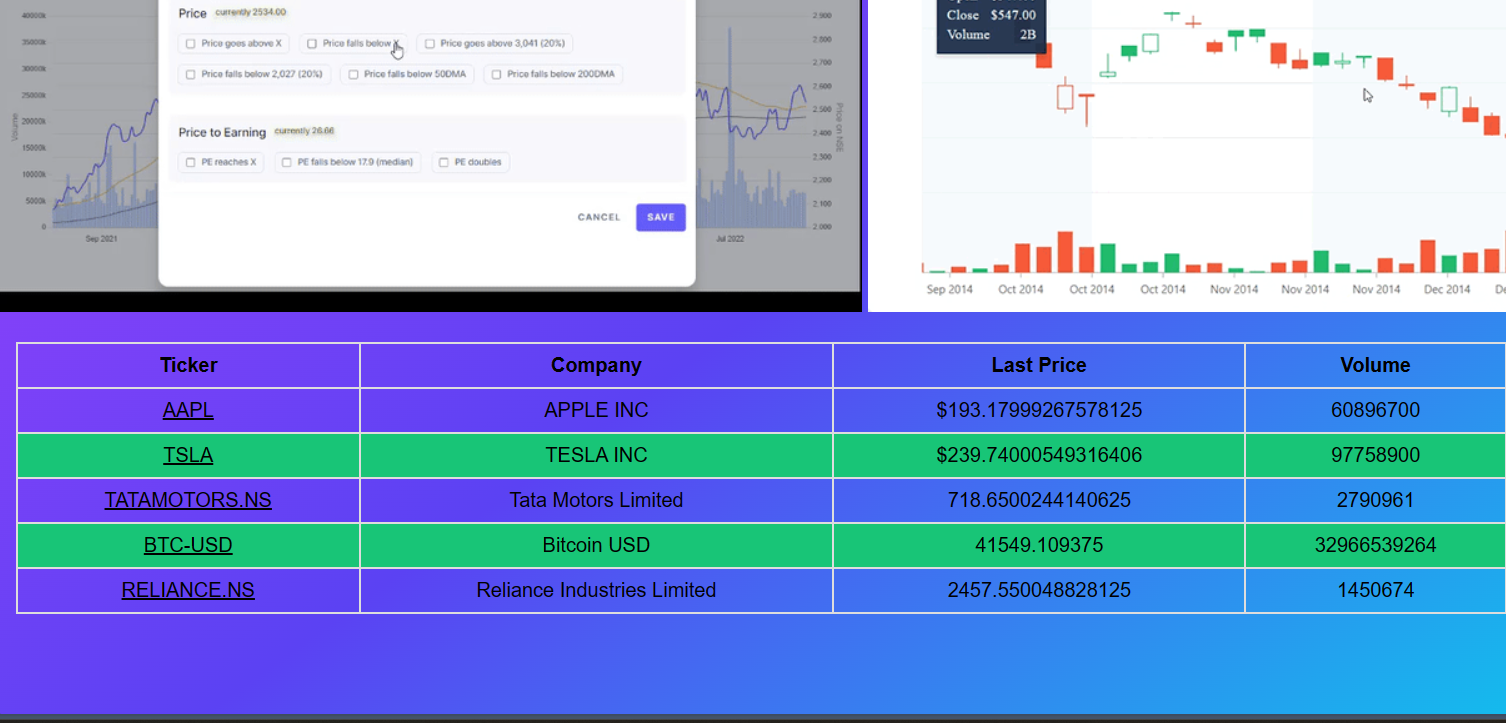 Price currently 2534.00
Price goes above X Price falls below X Price goes above 3,041 (20%)
Price falls below 2,027 (20%) Price falls below 50DMA Price falls below 200DMA
Price to Earning currently 26.66
PE reaches X PE falls below 17.9 (median) PE doubles
CANCEL SAVE
40000k
35000k
30000k
25000k
20000k
15000k
10000k
5000k
0
Volume
Sep 2021 Jul 2022
2,900
2,800
2,700
2,600
2,500
2,400
2,300
2,200
2,100
2,000
Price on NSE
Close $547.00
Volume 2B
Sep 2014 Oct 2014 Oct 2014 Oct 2014 Nov 2014 Nov 2014 Nov 2014 Dec 2014
Ticker Company Last Price Volume
AAPL APPLE INC $193.17999267578125 60896700
TSLA TESLA INC $239.74000549316406 97758900
TATAMOTORS.NS Tata Motors Limited 718.6500244140625 2790961
BTC-USD Bitcoin USD 41549.109375 32966539264
RELIANCE.NS Reliance Industries Limited 2457.550048828125 1450674